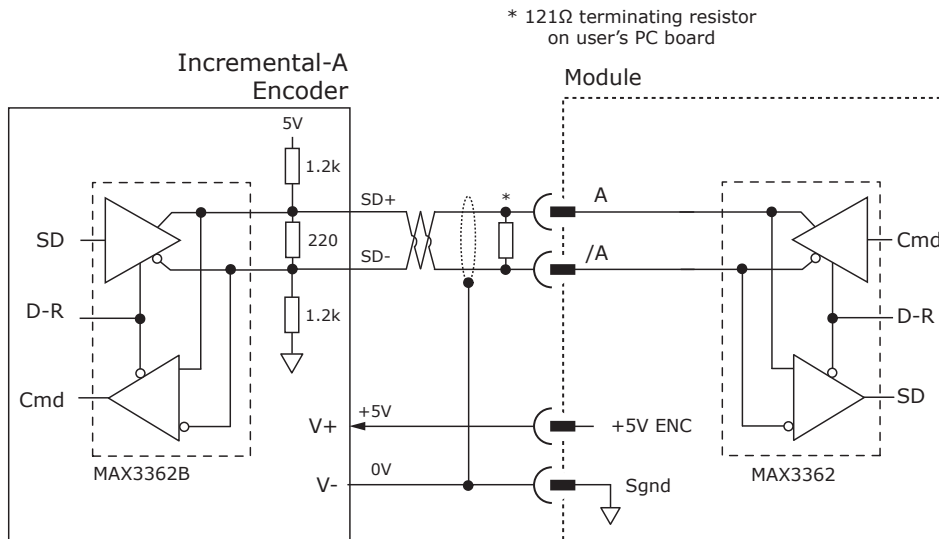 * 121Ω terminating resistor
on user's PC board
Incremental-A
Encoder
Module
5V
1.2k
SD+
*
A
SD
220
Cmd
SD-
/A
D-R
1.2k
D-R
Cmd
SD
+5V
V+
+5V ENC
MAX3362B
MAX3362
0V
V-
Sgnd